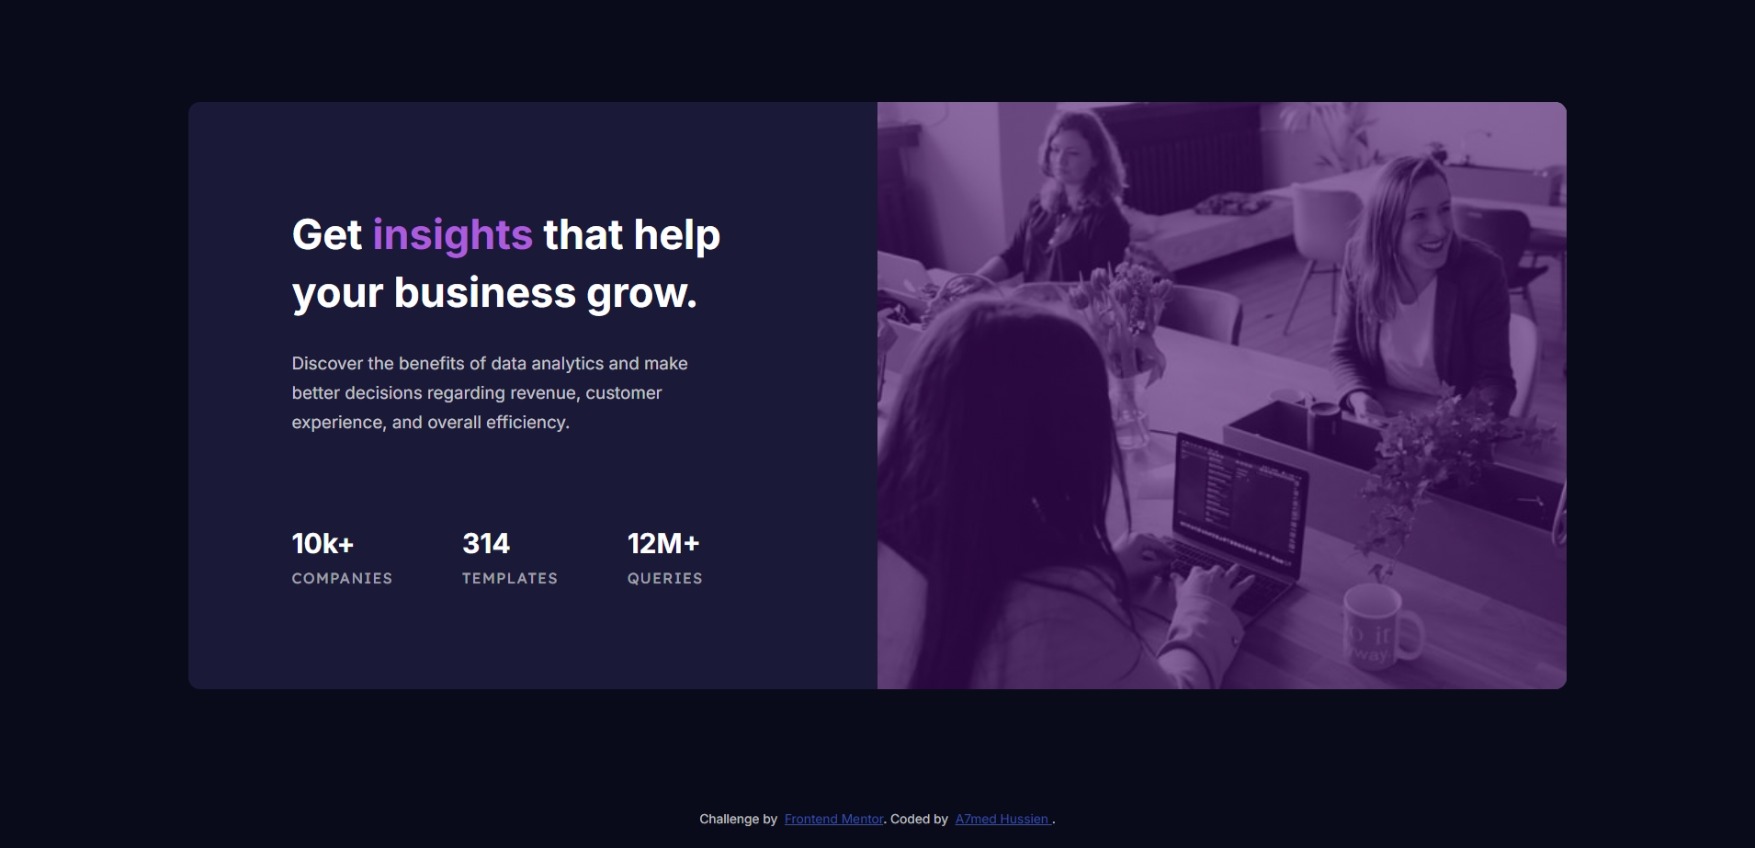 Get insights that help
your business grow.
Discover the benefits of data analytics and make
better decisions regarding revenue, customer
experience, and overall efficiency.
10k+ 314 12M+
COMPANIES TEMPLATES QUERIES
Challenge by Frontend Mentor. Coded by A7med Hussien .